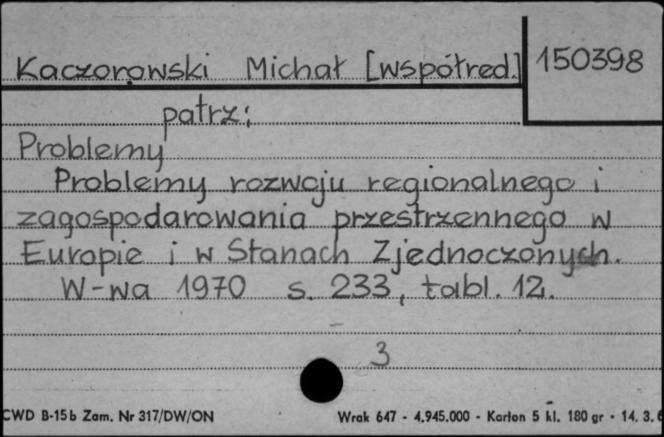 Kaczorowski Michał [współred.] 150398
patrz:
Problemy
Problemy rozwoju regionalnego i
zagospodarowania przestrzennego w
Europie i w Stanach Zjednoczonych.
W-wa 1970 s. 233, tabl. 12.
3
CWD B-15b Zam. Nr 317/DW/ON Wrak 647 - 4.945.000 - Karton 5 kl. 180 gr - 14. 3. 6